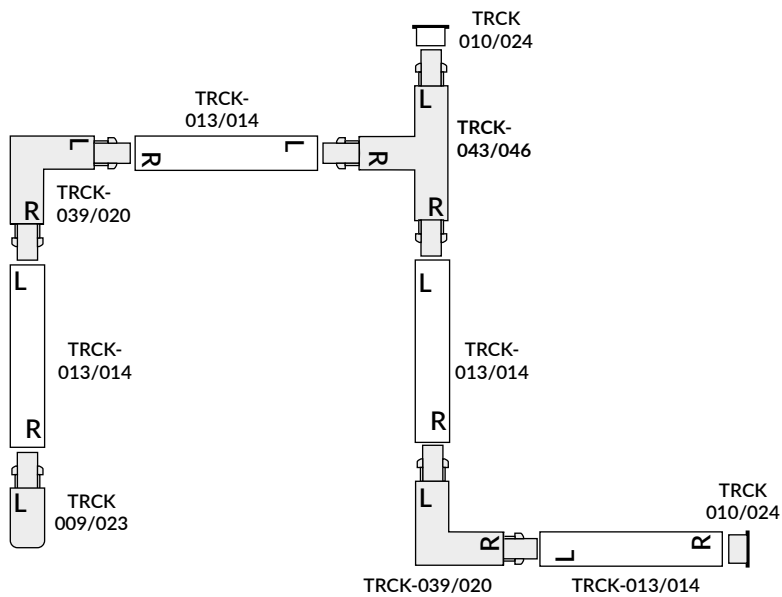 TRCK
010/024
L
TRCK-
013/014
TRCK-
043/046
L
R
L
R
R
TRCK-
039/020
R
L
L
TRCK-
013/014
TRCK-
013/014
R
R
L
TRCK
009/023
L
TRCK
010/024
R
L
R
TRCK-039/020
TRCK-013/014